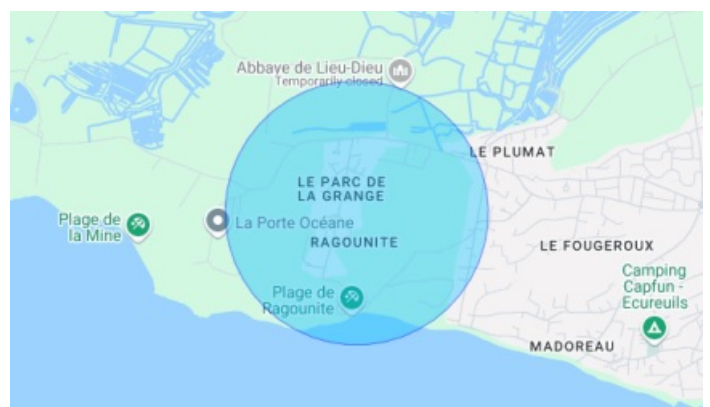 Abbaye de Lieu-Dieu
Temporarily closed
LE PLUMAT
LE PARC DE
LA GRANGE
Plage de
la Mine
La Porte Océane
RAGOUNITE
LE FOUGEROUX
Camping
Capfun -
Ecureuils
Plage de
Ragounite
MADOREAU